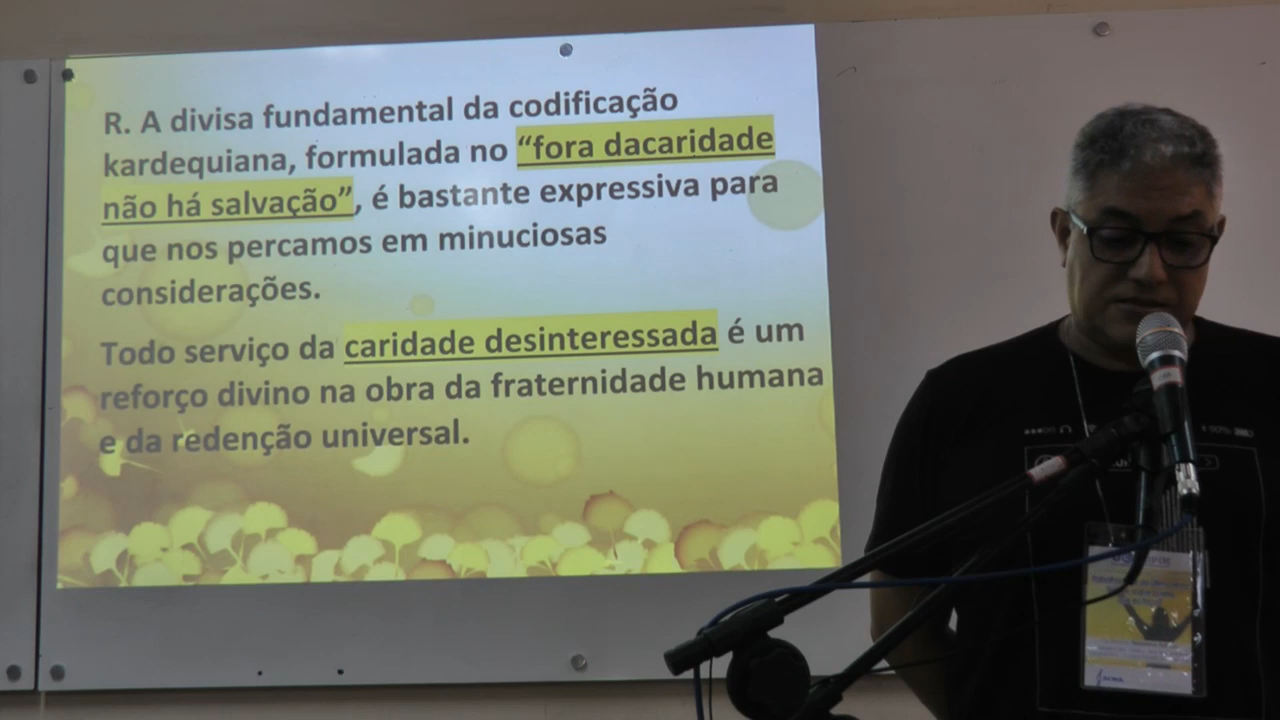 R. A divisa fundamental da codificação
kardequiana, formulada no “fora dacaridade
não há salvação”, é bastante expressiva para
que nos percamos em minuciosas
considerações.
Todo serviço da caridade desinteressada é um
reforço divino na obra da fraternidade humana
e da redenção universal.